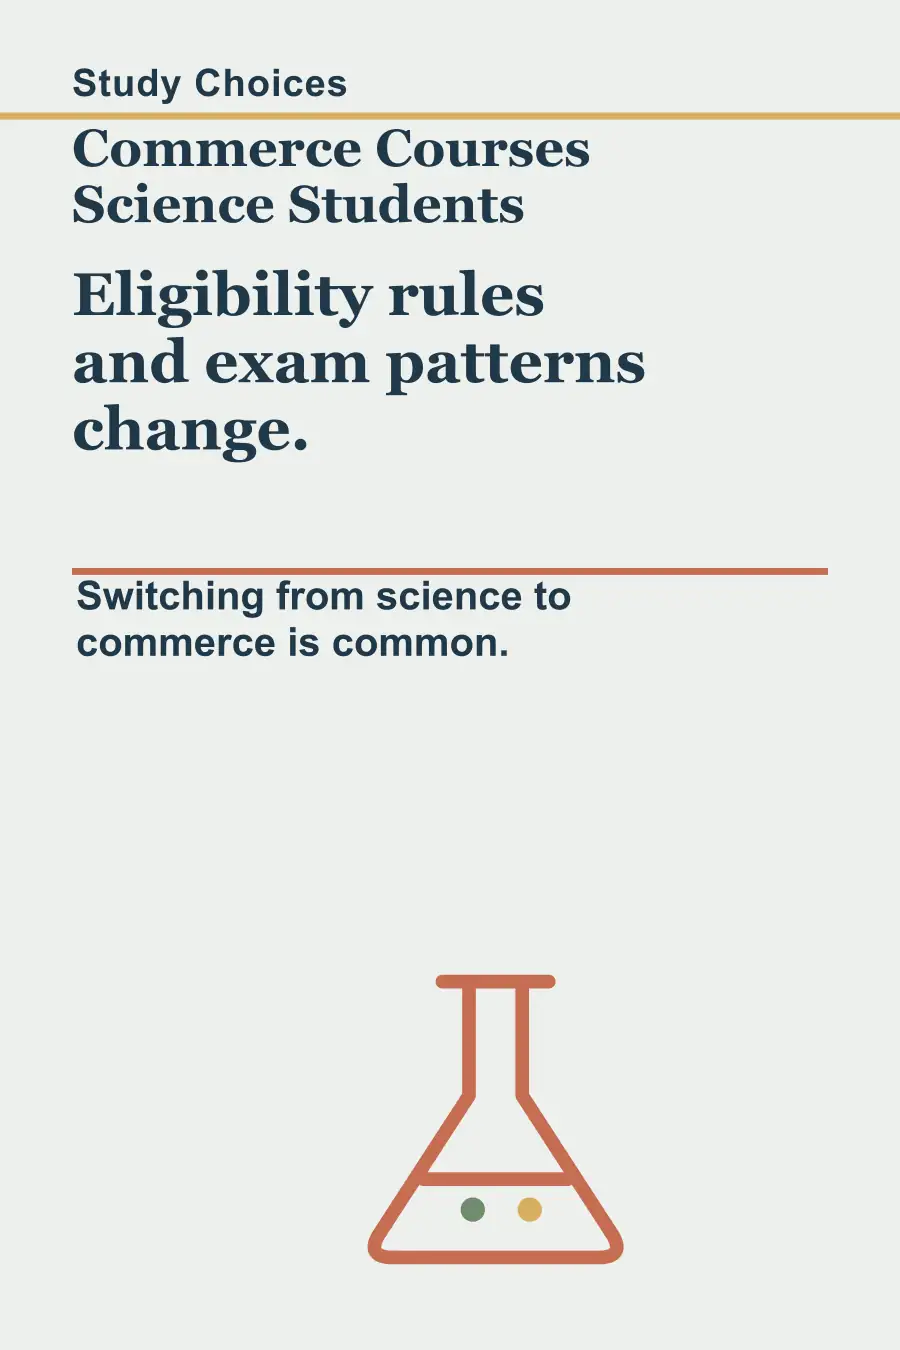 Study Choices
Commerce Courses
Science Students
Eligibility rules
and exam patterns
change.
Switching from science to
commerce is common.